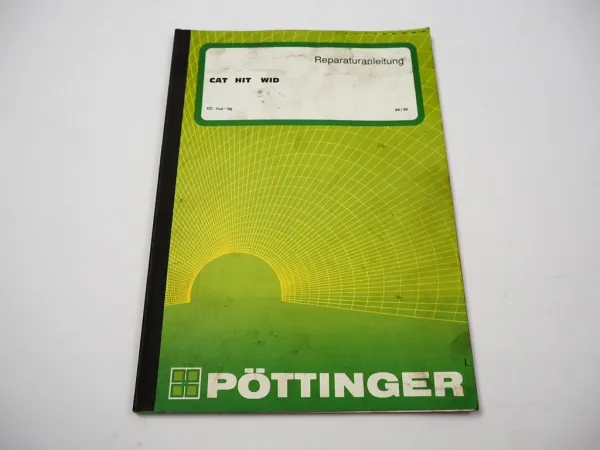 Reparaturanleitung
CAT HIT WID
PÖTTINGER